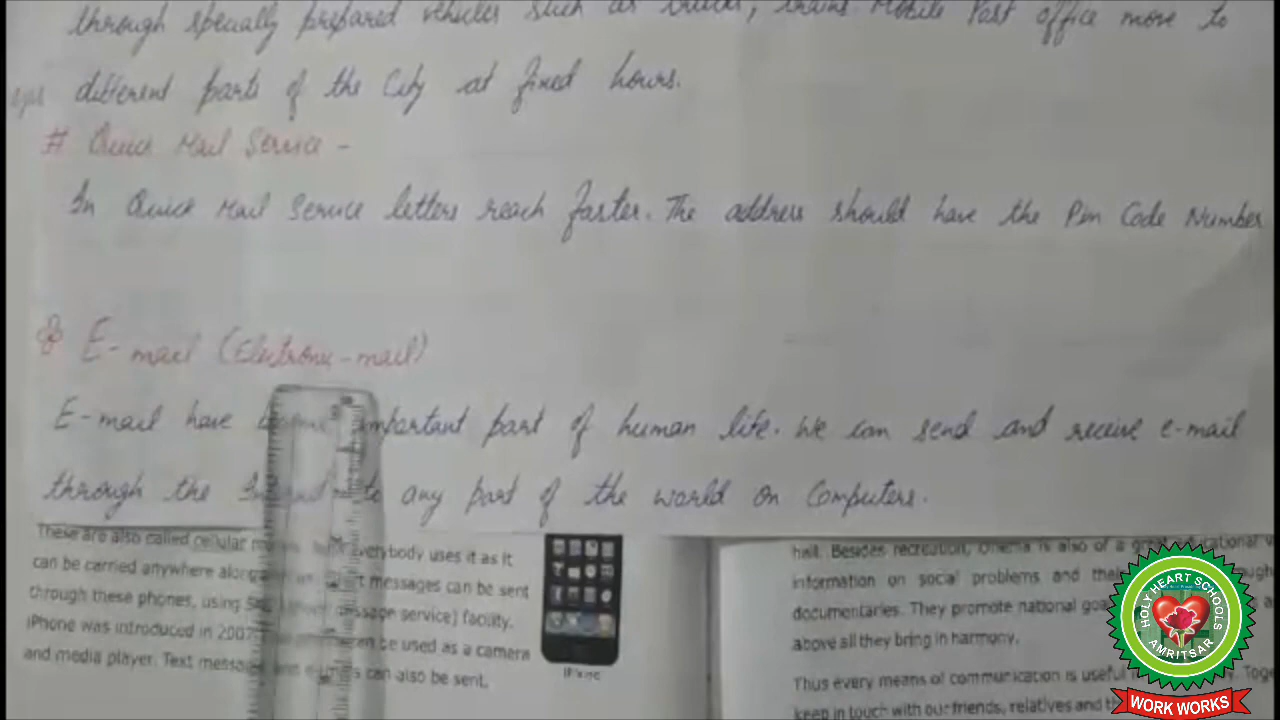 through specially prepared vehicles such as trucks, trains. Mobile Post office move to
different parts of the City at fixed hours.
# Quick Mail Service -
In Quick Mail Service letters reach faster. The address should have the Pin Code Number
E-mail (Electronic-mail)
E-mail have important part of human life. We can send and receive e-mail
through the to any part of the world on Computers.
These are also called cellular everybody uses it as it
can be carried anywhere messages can be sent
through these phones, using service) facility.
iPhone was introduced in 2007 be used as a camera
and media player. Text can also be sent.
iPhone
hall. Besides recreation, cinema is also of a great
information on social problems and
documentaries. They promote national
above all they bring in harmony.
Thus every means of communication is useful
keep in touch with our friends, relatives and
HOLY HEART SCHOOLS
AMRITSAR
WORK WORKS